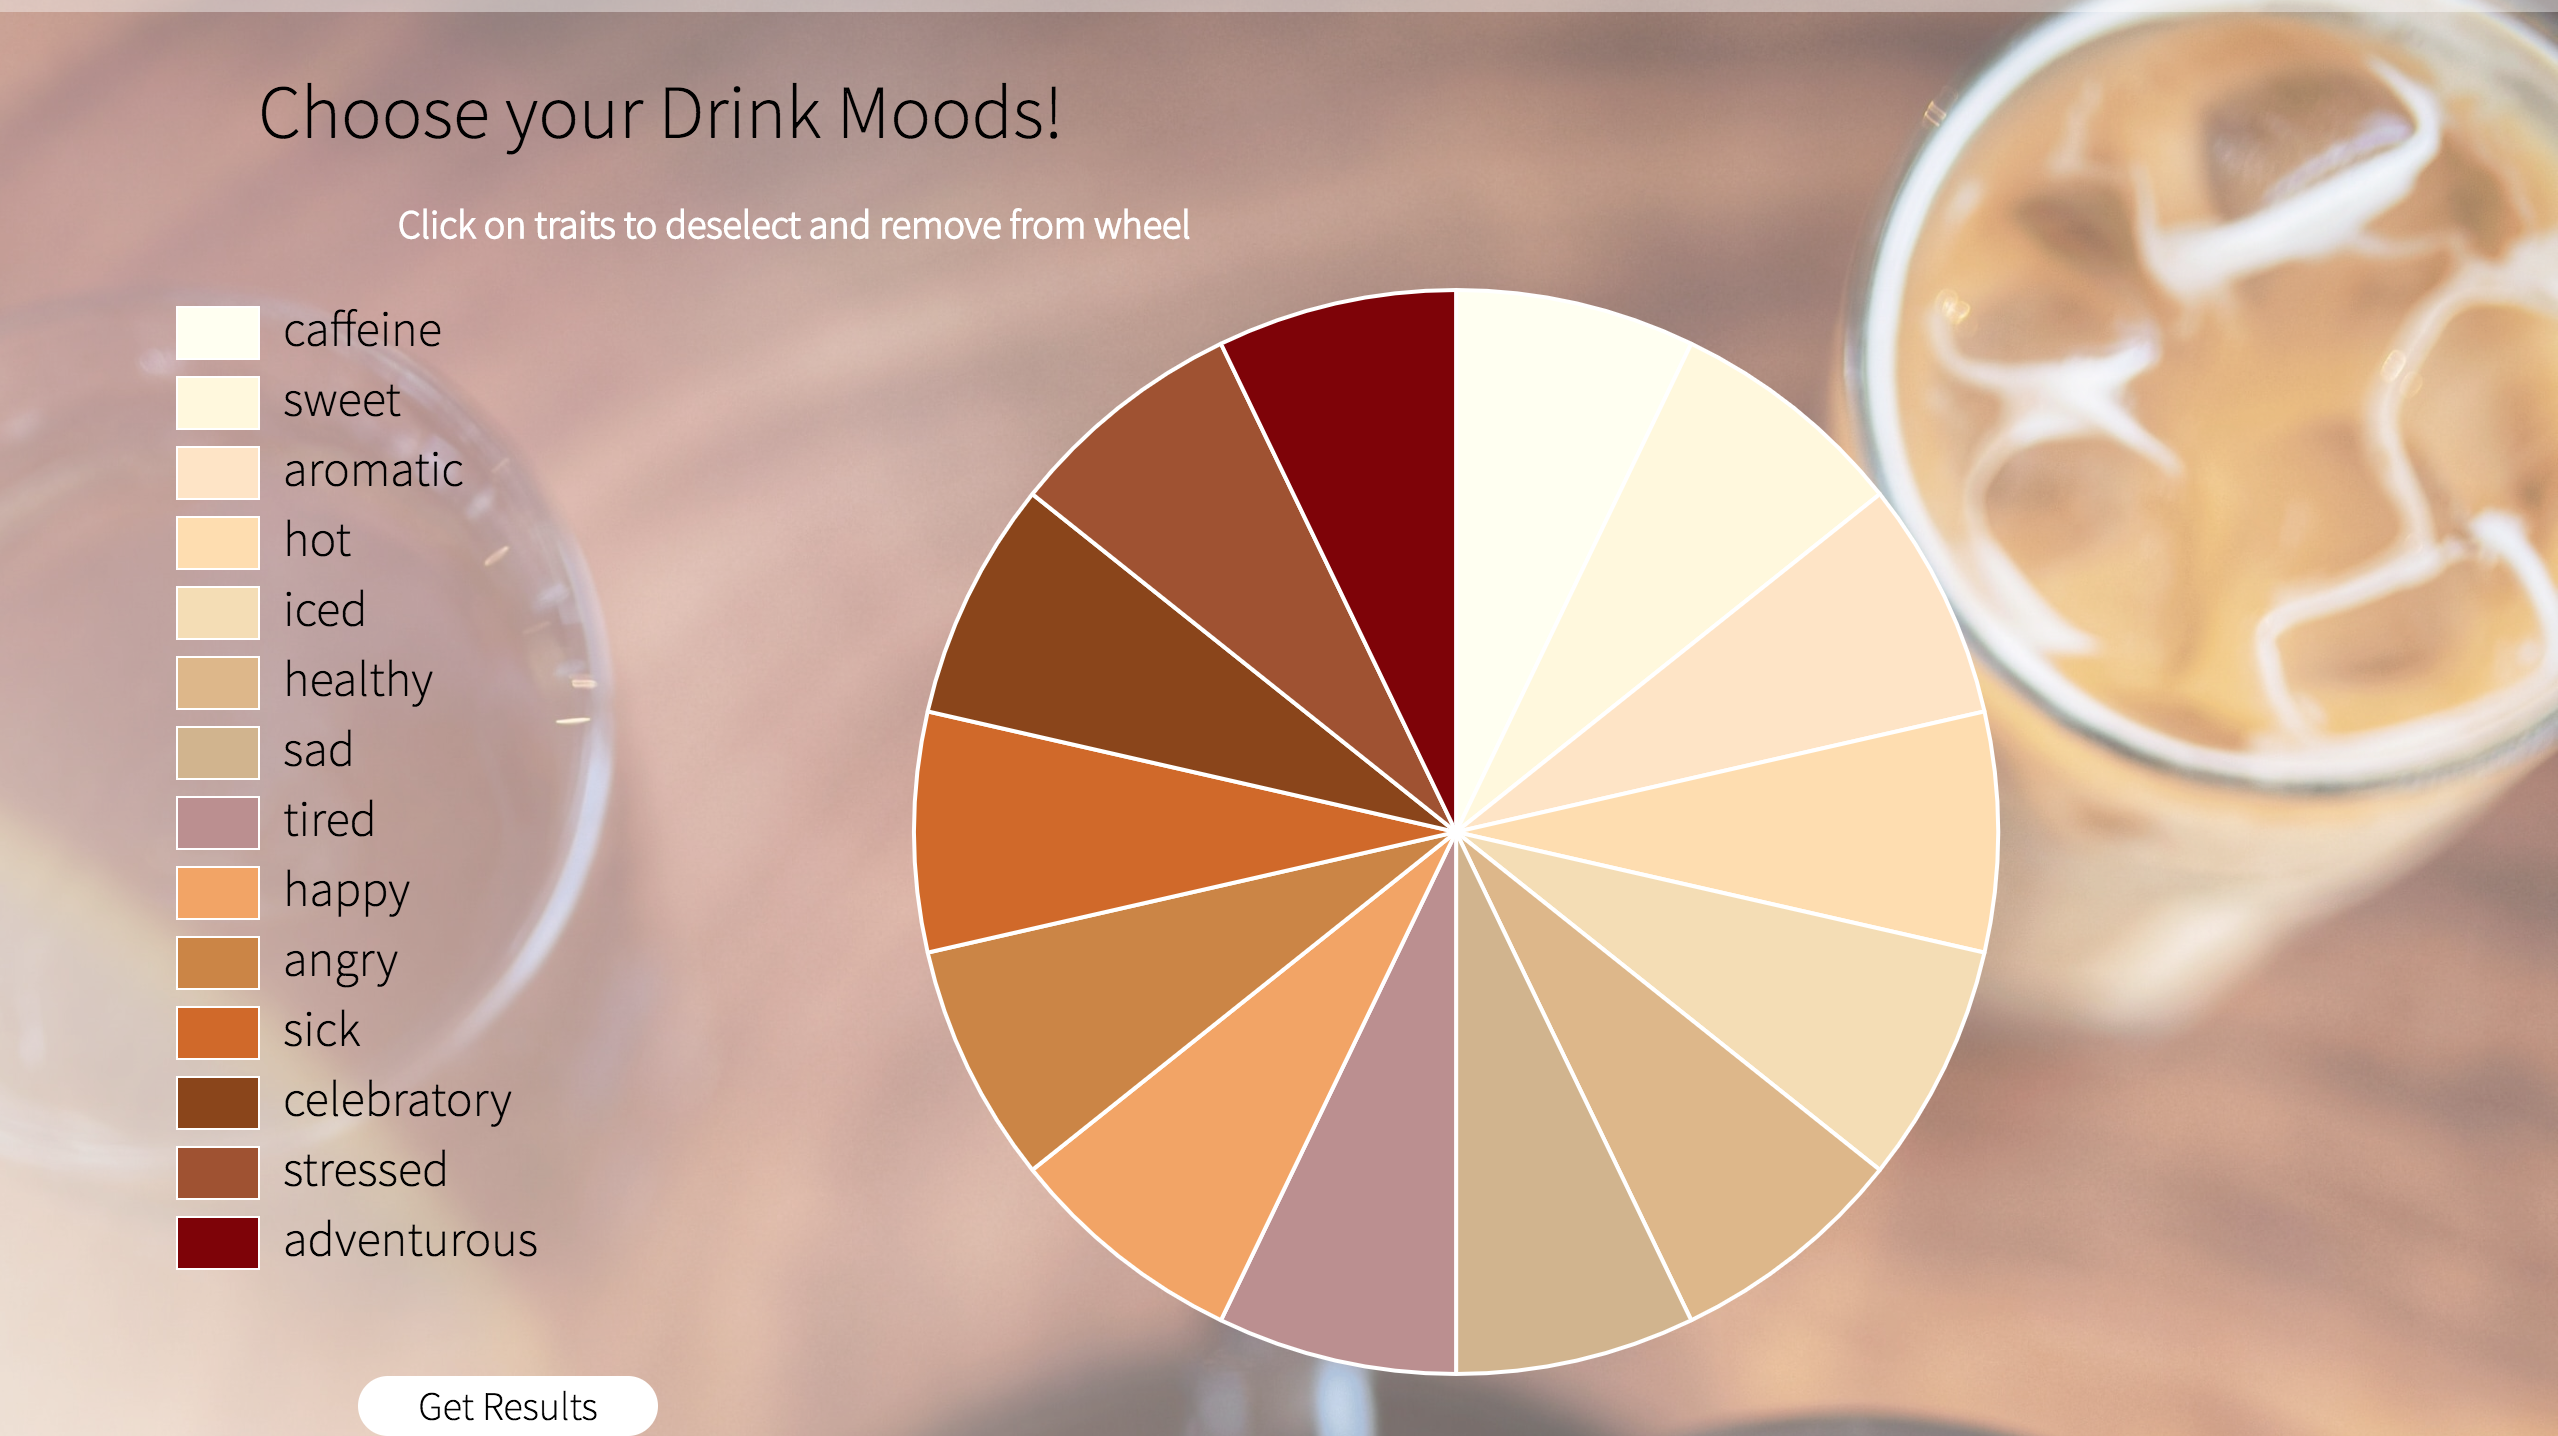 Choose your Drink Moods!
Click on traits to deselect and remove from wheel
caffeine
sweet
aromatic
hot
iced
healthy
sad
tired
happy
angry
sick
celebratory
stressed
adventurous
Get Results